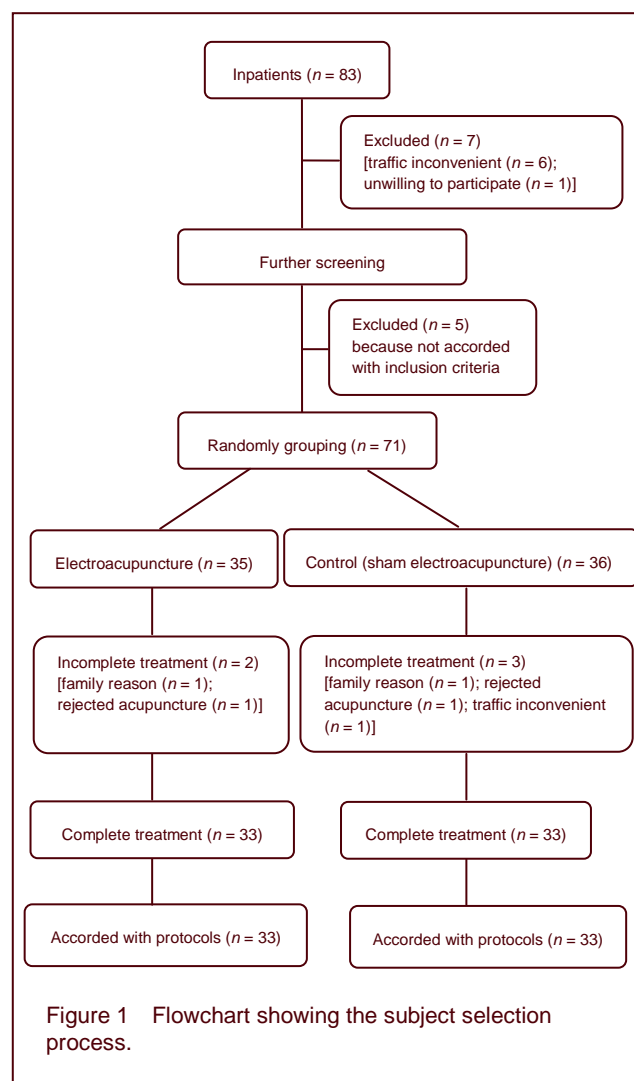 Inpatients (n = 83)
Excluded (n = 7)
[traffic inconvenient (n = 6);
unwilling to participate (n = 1)]
Further screening
Excluded (n = 5)
because not accorded
with inclusion criteria
Randomly grouping (n = 71)
Electroacupuncture (n = 35)
Control (sham electroacupuncture) (n = 36)
Incomplete treatment (n = 2)
[family reason (n = 1);
rejected acupuncture (n = 1)]
Incomplete treatment (n = 3)
[family reason (n = 1); rejected
acupuncture (n = 1); traffic inconvenient
(n = 1)]
Complete treatment (n = 33)
Complete treatment (n = 33)
Accorded with protocols (n = 33)
Accorded with protocols (n = 33)
Figure 1 Flowchart showing the subject selection
process.